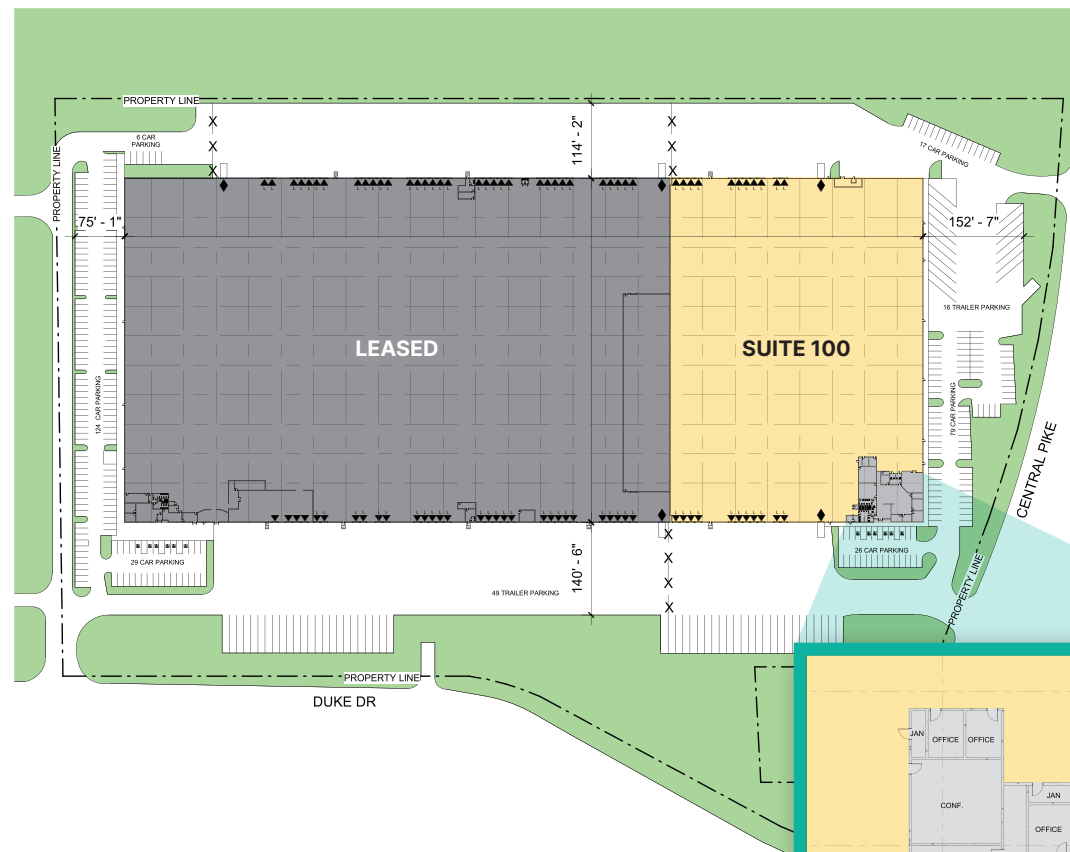 PROPERTY LINE
6 CAR
PARKING
114' - 2"
17 CAR PARKING
PROPERTY LINE
X
X
X
X
X
X
75' - 1"
152' - 7"
16 TRAILER PARKING
LEASED
SUITE 100
124 CAR PARKING
79 CAR PARKING
CENTRAL PIKE
29 CAR PARKING
26 CAR PARKING
140' - 6"
X
X
X
X
49 TRAILER PARKING
PROPERTY LINE
PROPERTY LINE
DUKE DR
JAN
OFFICE
OFFICE
CONF.
JAN
OFFICE